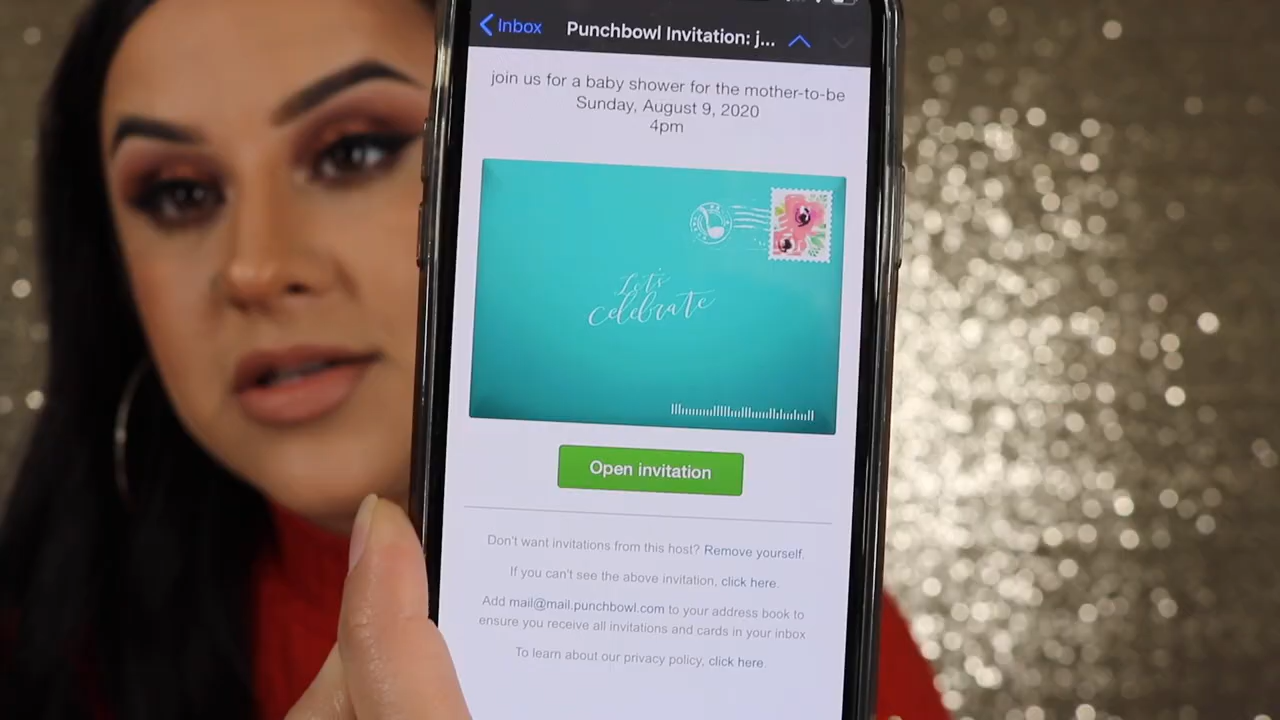 Inbox
Punchbowl Invitation: j...
join us for a baby shower for the mother-to-be
Sunday, August 9, 2020
4pm
Let's
Celebrate
Open invitation
Don't want invitations from this host? Remove yourself.
If you can't see the above invitation, click here.
Add mail@mail.punchbowl.com to your address book to
ensure you receive all invitations and cards in your inbox
To learn about our privacy policy, click here.